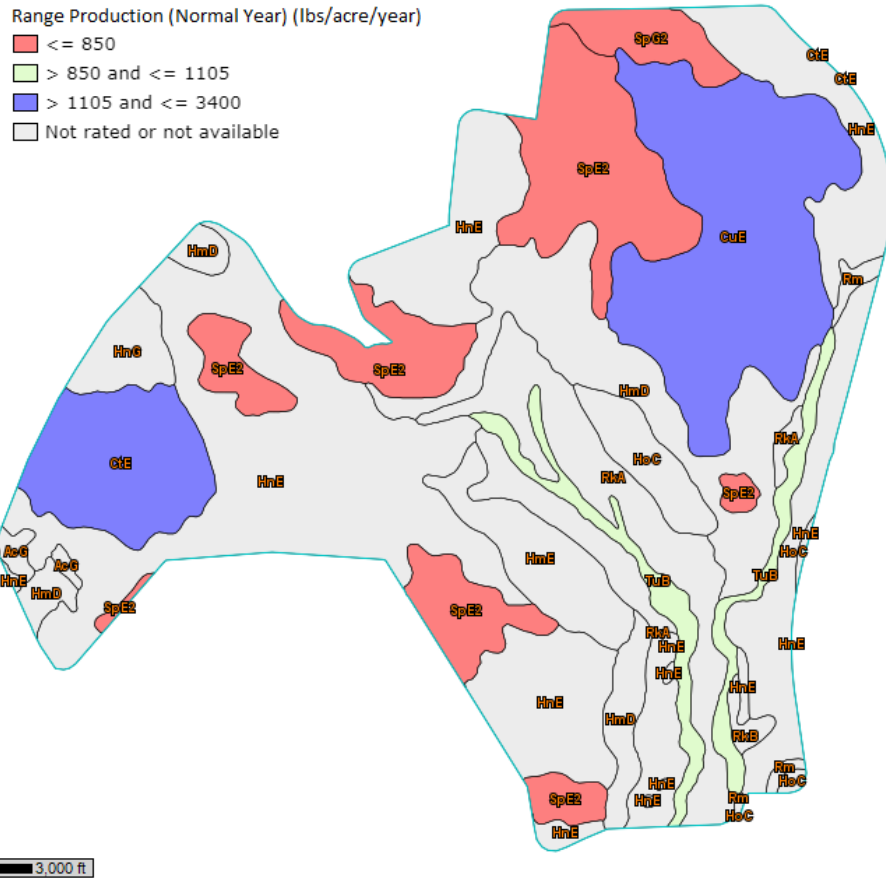 Range Production (Normal Year) (lbs/acre/year)
<= 850
> 850 and <= 1105
> 1105 and <= 3400
Not rated or not available
SpG2
CtE
CtE
HnE
SpE2
HnE
CuE
HmD
Rm
HnG
SpE2
SpE2
HmD
RkA
CtE
HoC
HnE
RkA
SpE2
HnE
AcG
HoC
AcG
HmE
HnE
TuB
TuB
HmD
SpE2
SpE2
RkA
HnE
HnE
HnE
HnE
HnE
HmD
RkB
Rm
HnE
HoC
SpE2
HnE
Rm
HoC
HnE
3,000 ft